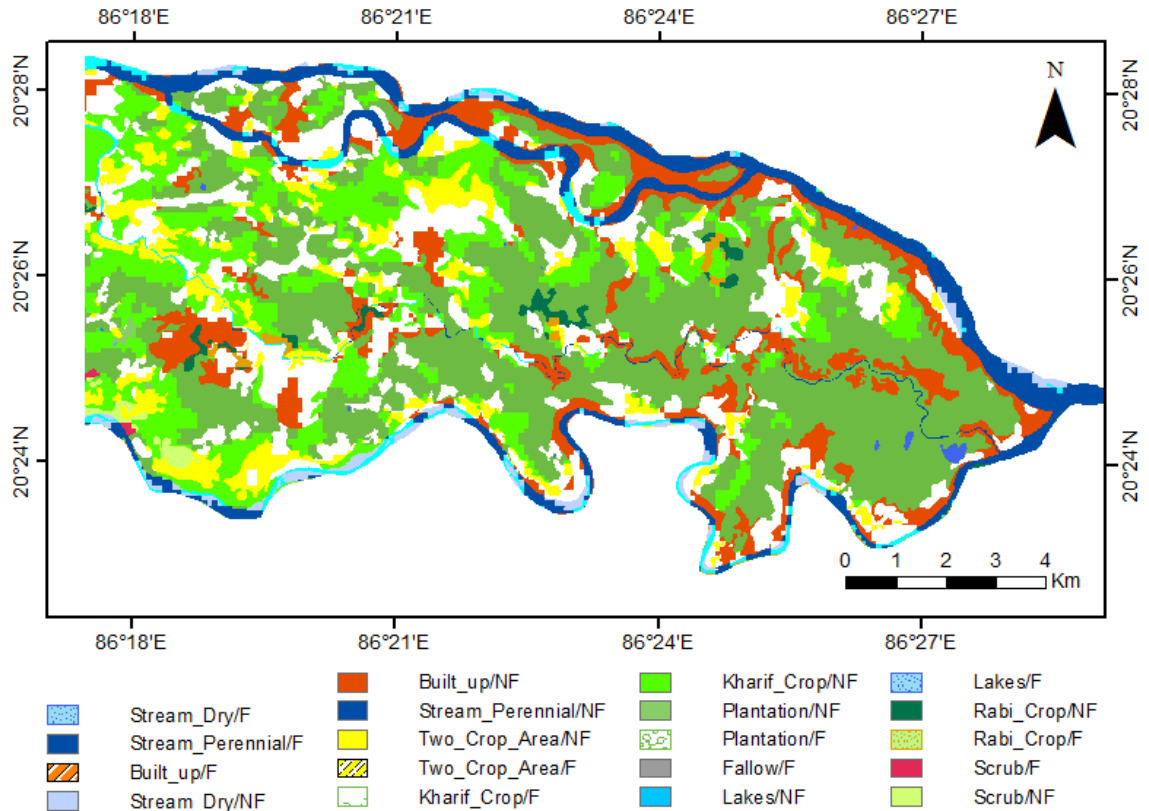 86°18'E 86°21'E 86°24'E 86°27'E
20°28'N 20°28'N
N
20°26'N 20°26'N
20°24'N 20°24'N
0 1 2 3 4
Km
86°18'E 86°21'E 86°24'E 86°27'E
Built_up/NF Kharif_Crop/NF Lakes/F
Stream_Dry/F Stream_Perennial/NF Plantation/NF Rabi_Crop/NF
Stream_Perennial/F Two_Crop_Area/NF Plantation/F Rabi_Crop/F
Built_up/F Two_Crop_Area/F Fallow/F Scrub/F
Stream_Dry/NF Kharif_Crop/F Lakes/NF Scrub/NF